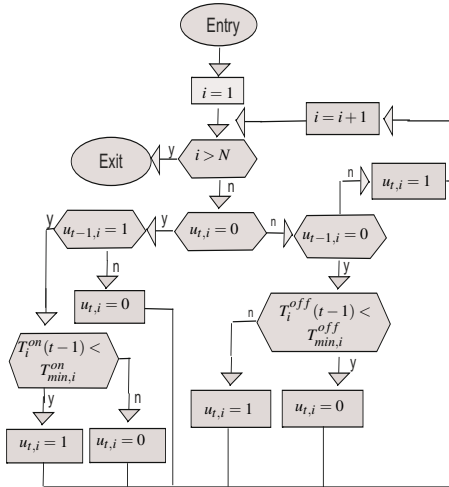 Entry
i = 1
i = i + 1
i > N
y
Exit
n
n
u_{t,i} = 1
y
u_{t-1,i} = 1
y
u_{t,i} = 0
n
u_{t-1,i} = 0
n
u_{t,i} = 0
y
T_i^{on}(t-1) <
T_{min,i}^{on}
n
T_i^{off}(t-1) <
T_{min,i}^{off}
y
n
y
u_{t,i} = 1
u_{t,i} = 0
u_{t,i} = 1
u_{t,i} = 0